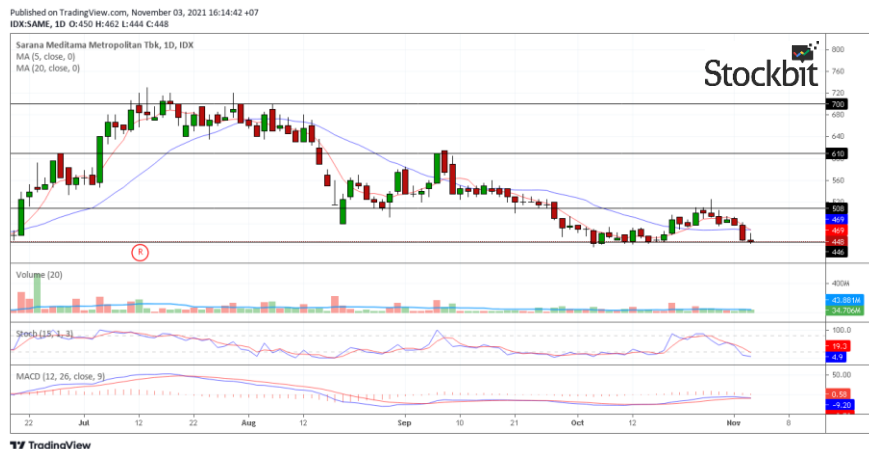 Published on TradingView.com, November 03, 2021 16:14:42 +07
IDX:SAME, 1D O:450 H:462 L:444 C:448
Sarana Meditama Metropolitan Tbk, 1D, IDX
MA (5, close, 0)
MA (20, close, 0)
Stockbit
800
760
720
700
680
640
610
560
508
469
469
448
446
R
Volume (20)
400M
43.881M
34.706M
Stoch (15, 1, 3)
100.0
19.3
4.9
MACD (12, 26, close, 9)
50.00
0.58
-9.20
22 Jul 12 22 Aug 12 Sep 10 20 Oct 12 Nov 8
TradingView